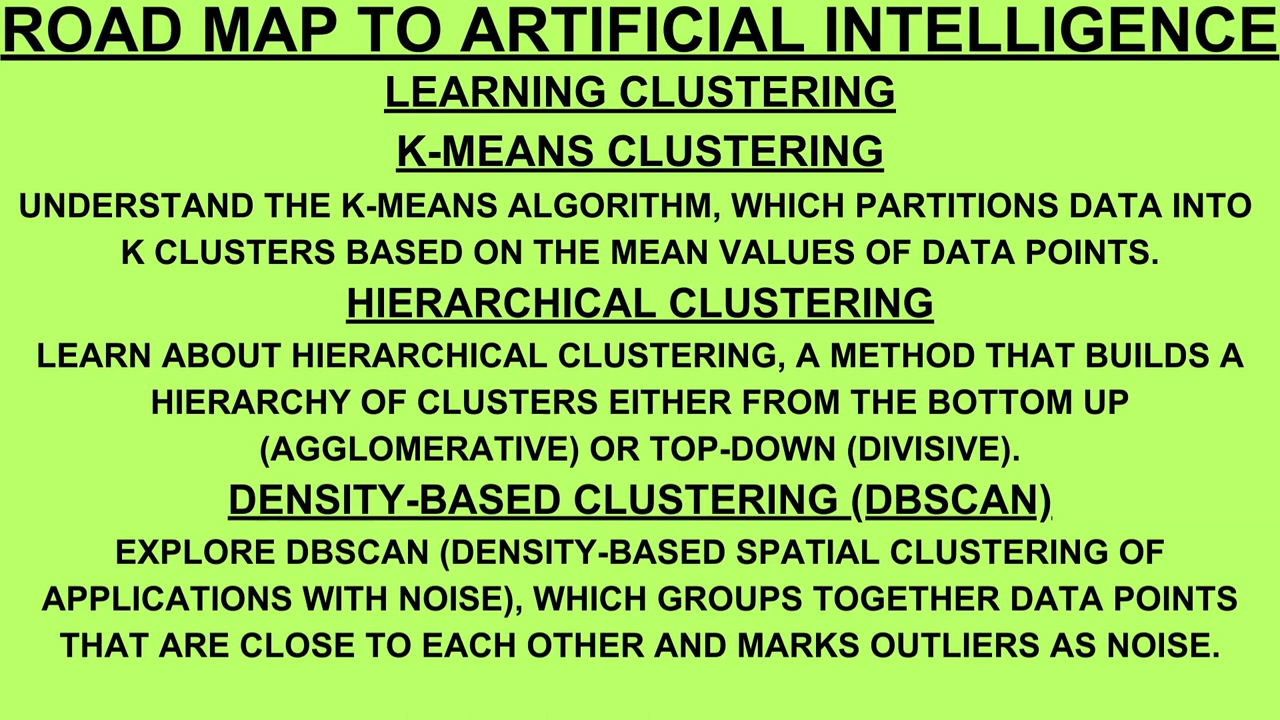 ROAD MAP TO ARTIFICIAL INTELLIGENCE
LEARNING CLUSTERING
K-MEANS CLUSTERING
UNDERSTAND THE K-MEANS ALGORITHM, WHICH PARTITIONS DATA INTO
K CLUSTERS BASED ON THE MEAN VALUES OF DATA POINTS.
HIERARCHICAL CLUSTERING
LEARN ABOUT HIERARCHICAL CLUSTERING, A METHOD THAT BUILDS A
HIERARCHY OF CLUSTERS EITHER FROM THE BOTTOM UP
(AGGLOMERATIVE) OR TOP-DOWN (DIVISIVE).
DENSITY-BASED CLUSTERING (DBSCAN)
EXPLORE DBSCAN (DENSITY-BASED SPATIAL CLUSTERING OF
APPLICATIONS WITH NOISE), WHICH GROUPS TOGETHER DATA POINTS
THAT ARE CLOSE TO EACH OTHER AND MARKS OUTLIERS AS NOISE.